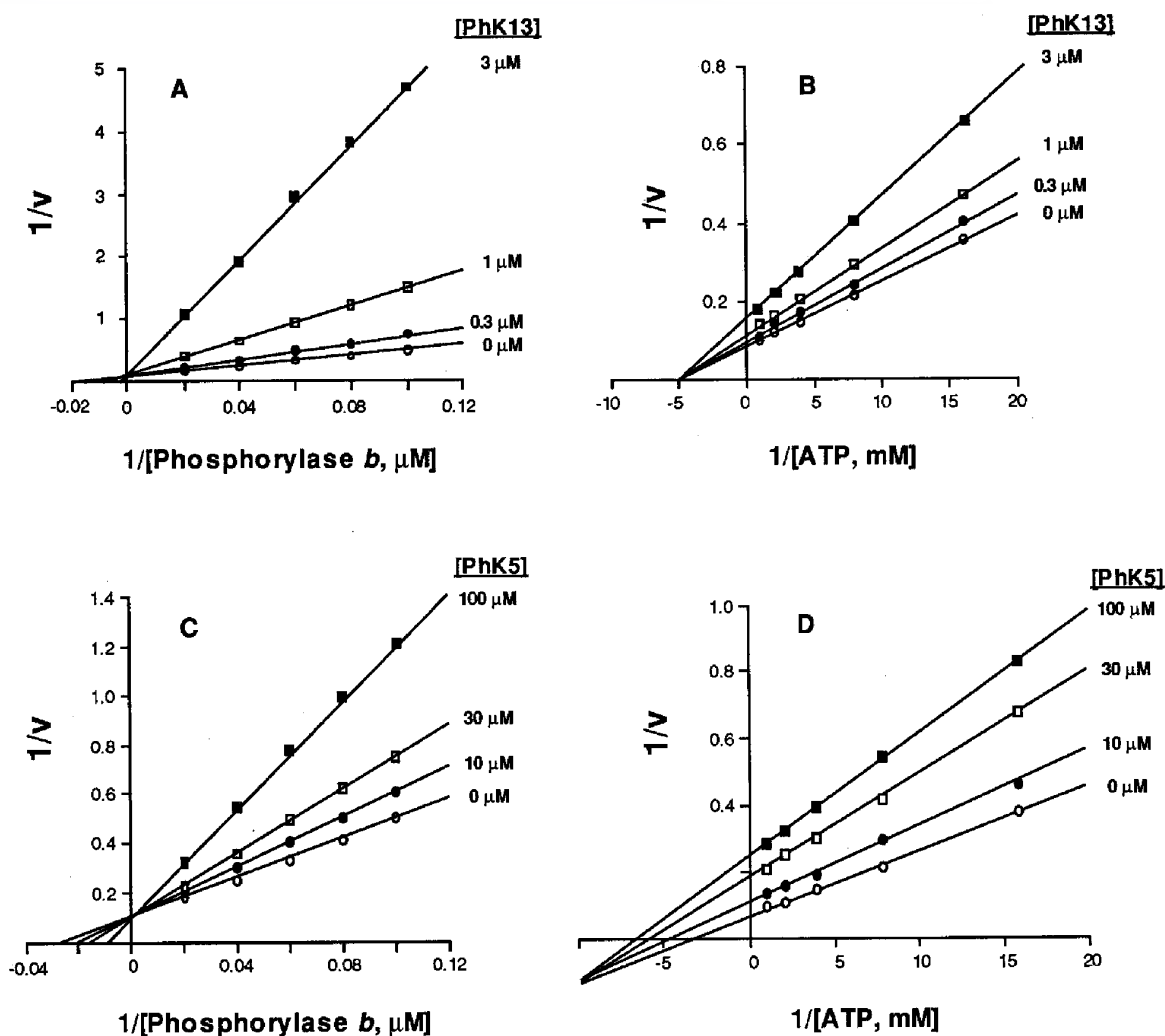 [PhK13]
3 μM
A
5
4
3
2
1
1/v
1 μM
0.3 μM
0 μM
-0.02
0
0.04
0.08
0.12
1/[Phosphorylase b, μM]
[PhK13]
3 μM
B
0.8
0.6
0.4
0.2
1/v
1 μM
0.3 μM
0 μM
-10
-5
0
5
10
15
20
1/[ATP, mM]
[PhK5]
100 μM
C
1.4
1.2
1.0
0.8
0.6
0.4
0.2
1/v
30 μM
10 μM
0 μM
-0.04
0
0.04
0.08
0.12
1/[Phosphorylase b, μM]
[PhK5]
100 μM
D
1.0
0.8
0.6
0.4
1/v
30 μM
10 μM
0 μM
-5
0
5
10
15
20
1/[ATP, mM]